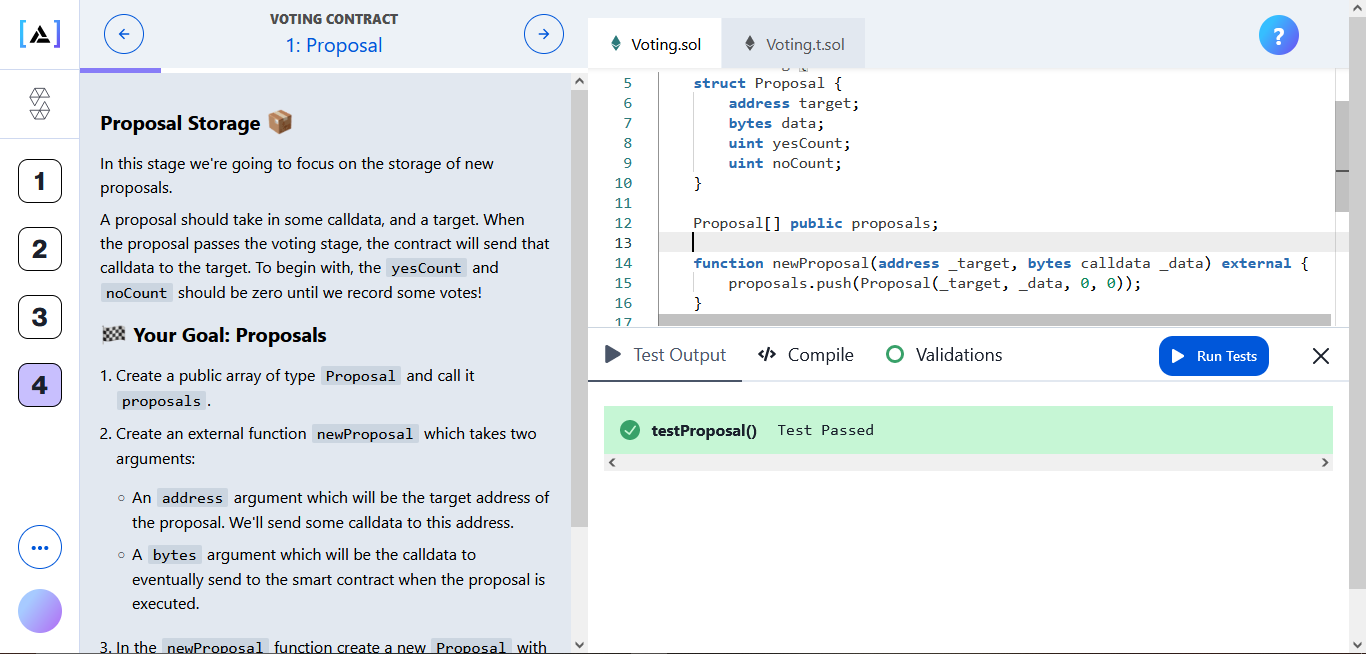 VOTING CONTRACT
1: Proposal
1
2
3
4
Proposal Storage 📦
In this stage we're going to focus on the storage of new
proposals.
A proposal should take in some calldata, and a target. When
the proposal passes the voting stage, the contract will send that
calldata to the target. To begin with, the yesCount and
noCount should be zero until we record some votes!
🏁 Your Goal: Proposals
1. Create a public array of type Proposal and call it
proposals .
2. Create an external function newProposal which takes two
arguments:
○ An address argument which will be the target address of
the proposal. We'll send some calldata to this address.
○ A bytes argument which will be the calldata to
eventually send to the smart contract when the proposal is
executed.
3. In the newProposal function create a new Proposal with
Voting.sol
Voting.t.sol
?
5 struct Proposal {
6 address target;
7 bytes data;
8 uint yesCount;
9 uint noCount;
10 }
11
12 Proposal[] public proposals;
13
14 function newProposal(address _target, bytes calldata _data) external {
15 proposals.push(Proposal(_target, _data, 0, 0));
16 }
17
Test Output
</> Compile
Validations
Run Tests
testProposal() Test Passed